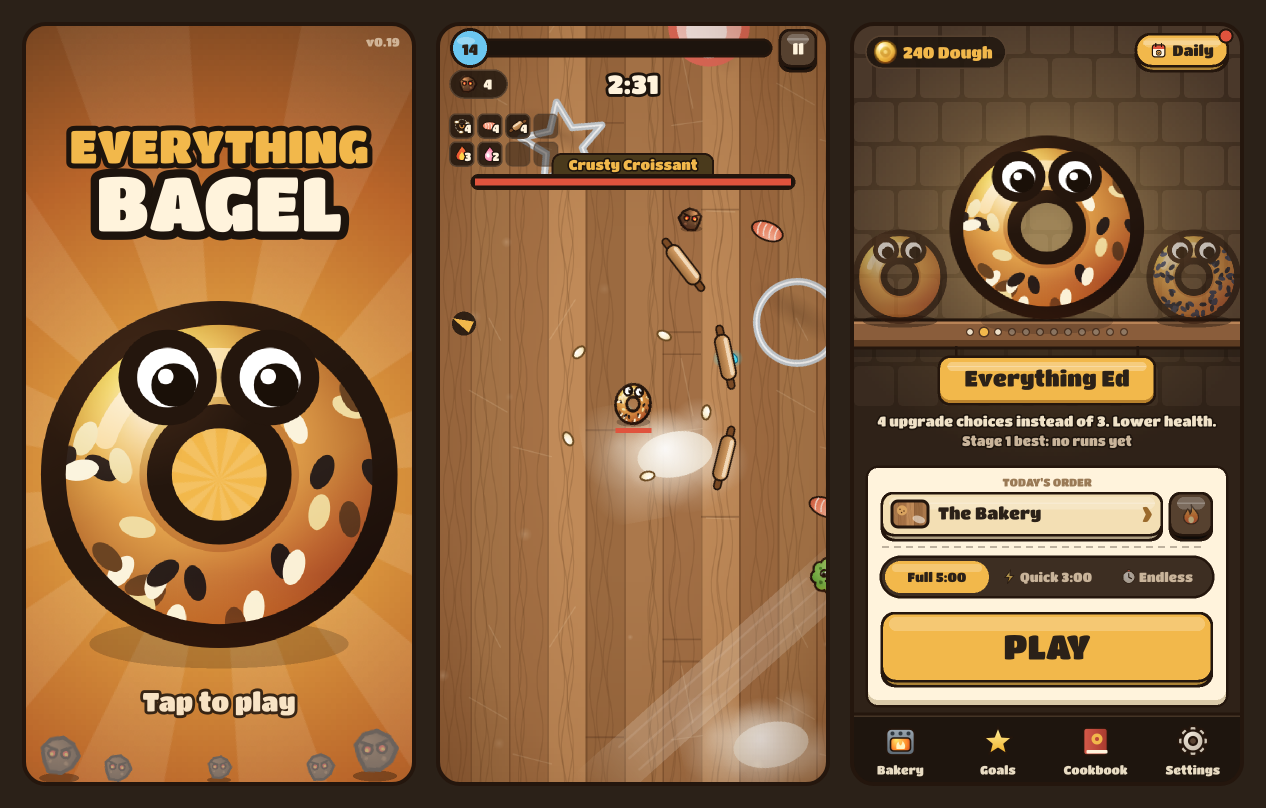 v0.19
EVERYTHING
BAGEL
Tap to play
14
4
2:31
4
4
4
3
2
Crusty Croissant
240 Dough
Daily
Everything Ed
4 upgrade choices instead of 3. Lower health.
Stage 1 best: no runs yet
TODAY'S ORDER
The Bakery
Full 5:00
Quick 3:00
Endless
PLAY
Bakery
Goals
Cookbook
Settings